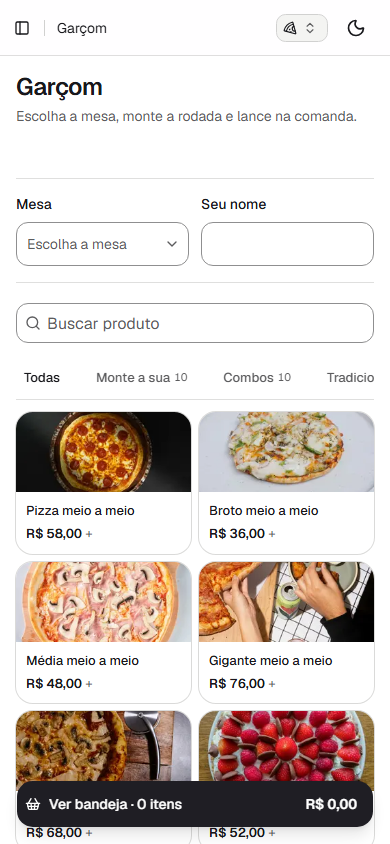 Garçom
Garçom
Escolha a mesa, monte a rodada e lance na comanda.
Mesa
Seu nome
Escolha a mesa
Buscar produto
Todas
Monte a sua 10
Combos 10
Tradicio
Pizza meio a meio
R$ 58,00 +
Broto meio a meio
R$ 36,00 +
Média meio a meio
R$ 48,00 +
Gigante meio a meio
R$ 76,00 +
Ver bandeja · 0 itens
R$ 0,00
R$ 68,00 +
R$ 52,00 +